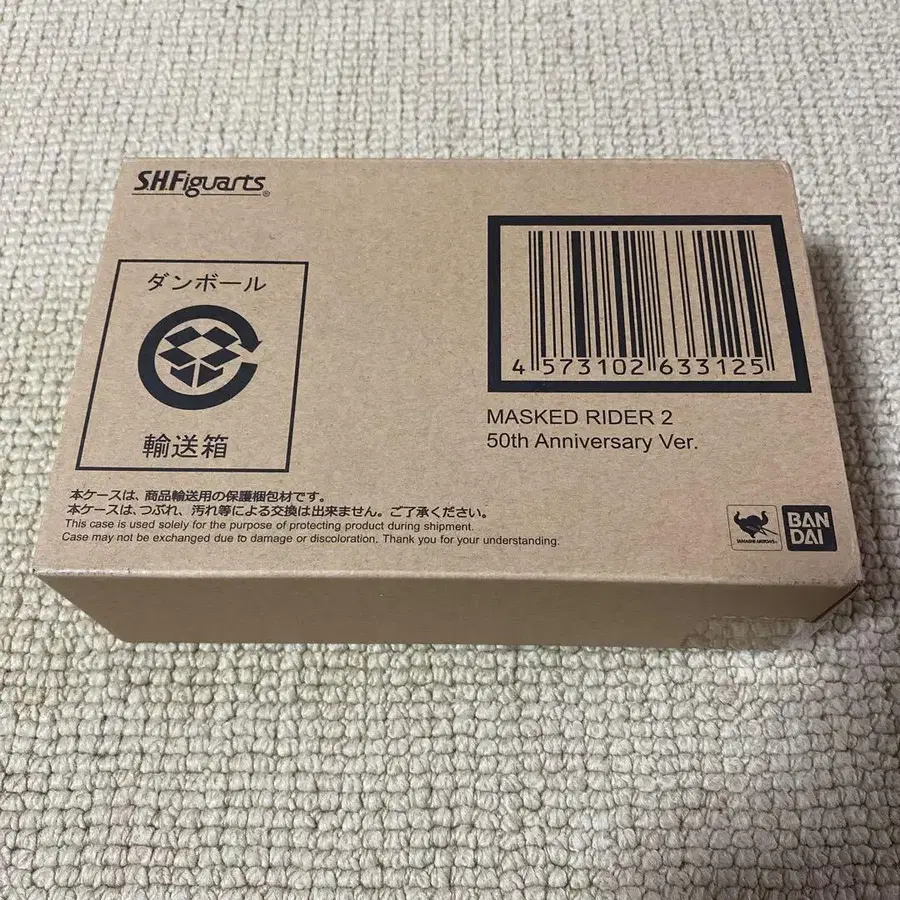 S.H.Figuarts®
ダンボール
輸送箱
4 573102 633125
MASKED RIDER 2
50th Anniversary Ver.
本ケースは、商品輸送用の保護梱包材です。
本ケースは、つぶれ、汚れ等による交換は出来ません。ご了承ください。
This case is used solely for the purpose of protecting product during shipment.
Case may not be exchanged due to damage or discoloration. Thank you for your understanding.
TAMASHII NATIONS
BAN
DAI